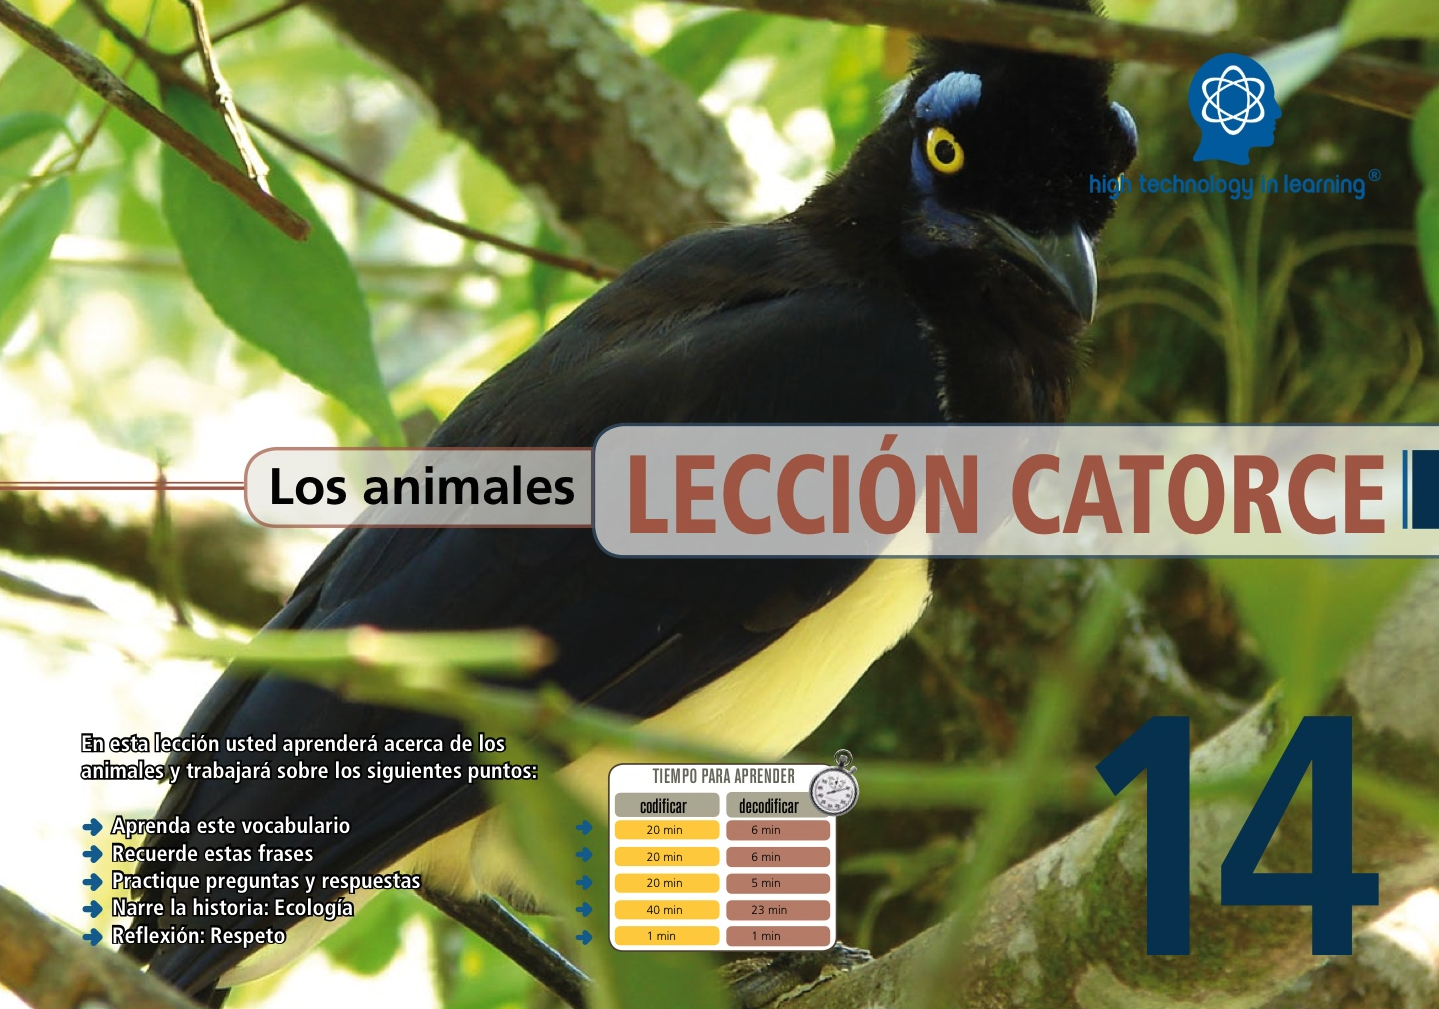 high technology in learning®
Los animales
LECCIÓN CATORCE
En esta lección usted aprenderá acerca de los
animales y trabajará sobre los siguientes puntos:
Aprenda este vocabulario
Recuerde estas frases
Practique preguntas y respuestas
Narre la historia: Ecología
Reflexión: Respeto
TIEMPO PARA APRENDER
codificar decodificar
20 min 6 min
20 min 6 min
20 min 5 min
40 min 23 min
1 min 1 min
14